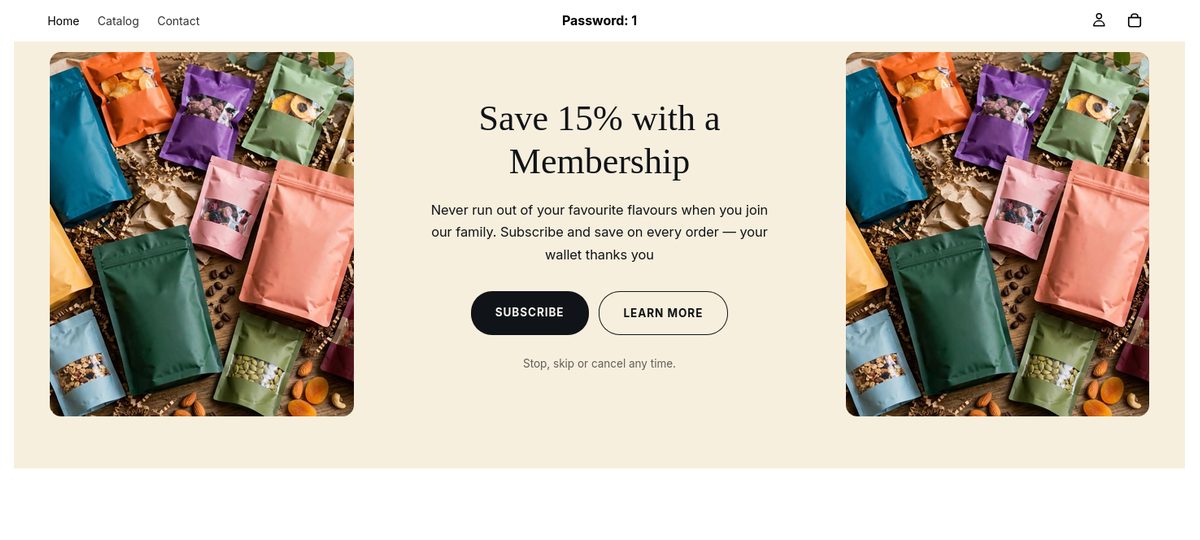 Home Catalog Contact Password: 1
Save 15% with a
Membership
Never run out of your favourite flavours when you join
our family. Subscribe and save on every order — your
wallet thanks you
SUBSCRIBE LEARN MORE
Stop, skip or cancel any time.